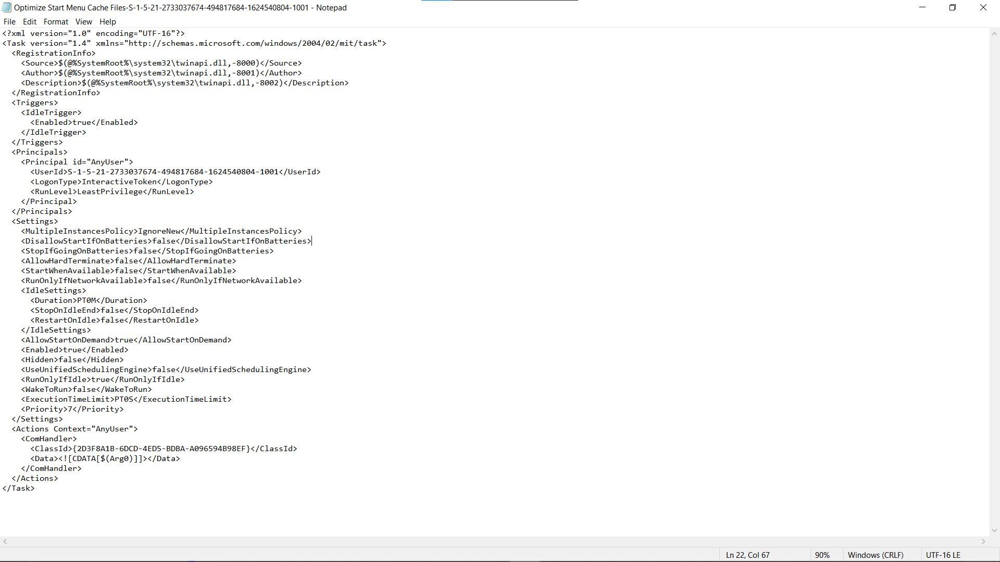 Optimize Start Menu Cache Files-S-1-5-21-2733037674-494817684-1624540804-1001 - Notepad
File Edit Format View Help
<?xml version="1.0" encoding="UTF-16"?>
<Task version="1.4" xmlns="http://schemas.microsoft.com/windows/2004/02/mit/task">
  <RegistrationInfo>
    <Source>$(@%SystemRoot%\system32\twinapi.dll,-8000)</Source>
    <Author>$(@%SystemRoot%\system32\twinapi.dll,-8001)</Author>
    <Description>$(@%SystemRoot%\system32\twinapi.dll,-8002)</Description>
  </RegistrationInfo>
  <Triggers>
    <IdleTrigger>
      <Enabled>true</Enabled>
    </IdleTrigger>
  </Triggers>
  <Principals>
    <Principal id="AnyUser">
      <UserId>S-1-5-21-2733037674-494817684-1624540804-1001</UserId>
      <LogonType>InteractiveToken</LogonType>
      <RunLevel>LeastPrivilege</RunLevel>
    </Principal>
  </Principals>
  <Settings>
    <MultipleInstancesPolicy>IgnoreNew</MultipleInstancesPolicy>
    <DisallowStartIfOnBatteries>false</DisallowStartIfOnBatteries>
    <StopIfGoingOnBatteries>false</StopIfGoingOnBatteries>
    <AllowHardTerminate>false</AllowHardTerminate>
    <StartWhenAvailable>false</StartWhenAvailable>
    <RunOnlyIfNetworkAvailable>false</RunOnlyIfNetworkAvailable>
    <IdleSettings>
      <Duration>PT0M</Duration>
      <StopOnIdleEnd>false</StopOnIdleEnd>
      <RestartOnIdle>false</RestartOnIdle>
    </IdleSettings>
    <AllowStartOnDemand>true</AllowStartOnDemand>
    <Enabled>true</Enabled>
    <Hidden>false</Hidden>
    <UseUnifiedSchedulingEngine>false</UseUnifiedSchedulingEngine>
    <RunOnlyIfIdle>true</RunOnlyIfIdle>
    <WakeToRun>false</WakeToRun>
    <ExecutionTimeLimit>PT0S</ExecutionTimeLimit>
    <Priority>7</Priority>
  </Settings>
  <Actions Context="AnyUser">
    <ComHandler>
      <ClassId>{2D3F8A1B-6DCD-4ED5-BDBA-A096594B98EF}</ClassId>
      <Data><![CDATA[$(Arg0)]]></Data>
    </ComHandler>
  </Actions>
</Task>
Ln 22, Col 67 90% Windows (CRLF) UTF-16 LE